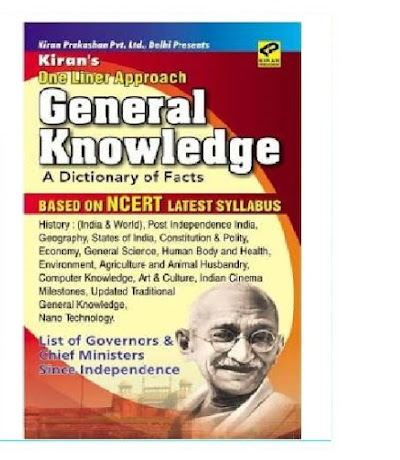 Kiran Prakashan Pvt. Ltd., Delhi Presents
Kiran's
One Liner Approach
General
Knowledge
A Dictionary of Facts
BASED ON NCERT LATEST SYLLABUS
History : (India & World), Post Independence India,
Geography, States of India, Constitution & Polity,
Economy, General Science, Human Body and Health,
Environment, Agriculture and Animal Husbandry,
Computer Knowledge, Art & Culture, Indian Cinema
Milestones, Updated Traditional
General Knowledge,
Nano Technology.
List of Governors &
Chief Ministers
Since Independence
KIRAN